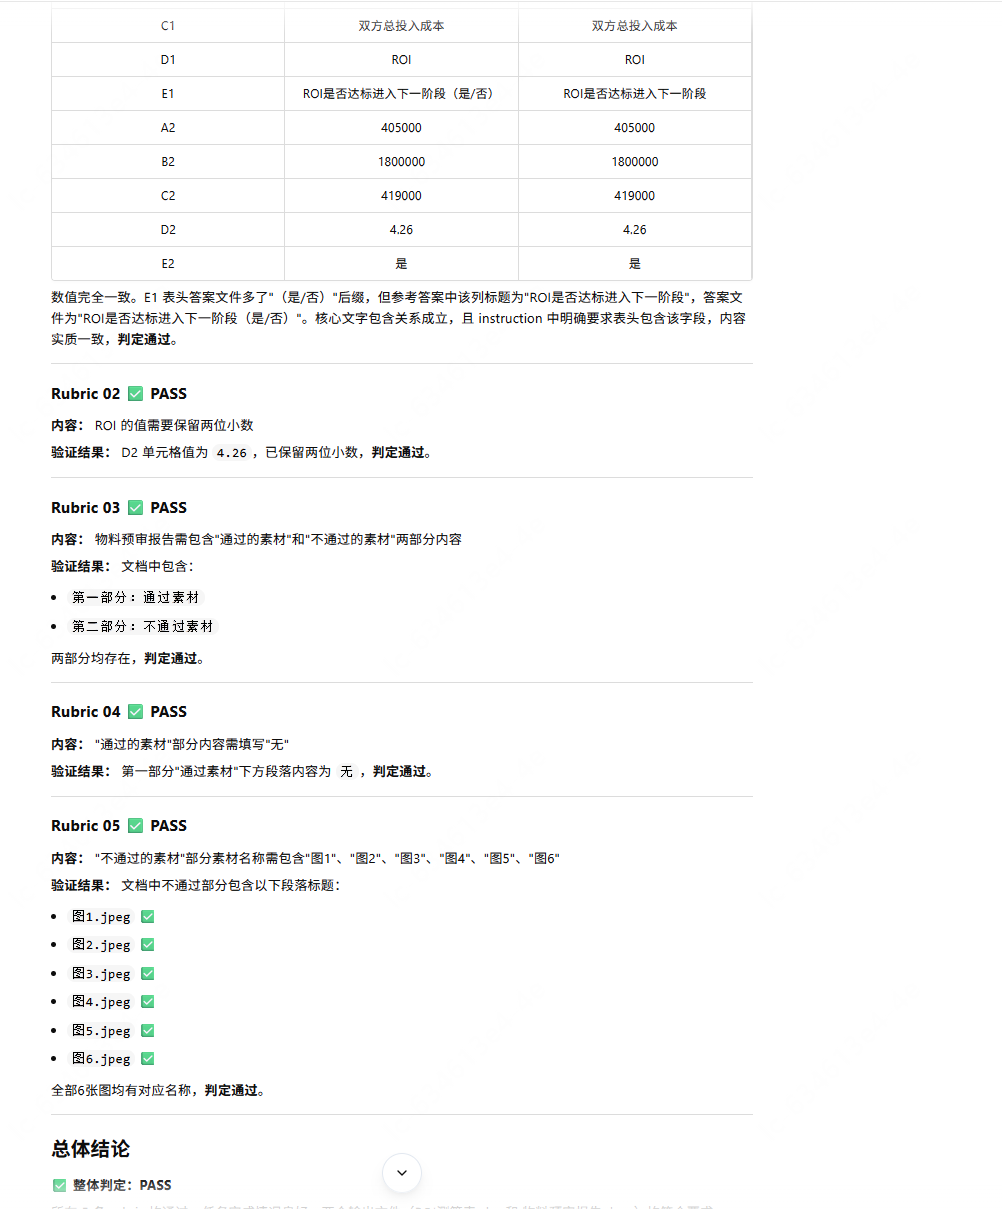 C1 双方总投入成本 双方总投入成本
D1 ROI ROI
E1 ROI是否达标进入下一阶段（是/否） ROI是否达标进入下一阶段
A2 405000 405000
B2 1800000 1800000
C2 419000 419000
D2 4.26 4.26
E2 是 是
数值完全一致。E1 表头答案文件多了"（是/否）"后缀，但参考答案中该列标题为"ROI是否达标进入下一阶段"，答案文
件为"ROI是否达标进入下一阶段（是/否）"。核心文字包含关系成立，且 instruction 中明确要求表头包含该字段，内容
实质一致，判定通过。
Rubric 02 ✅ PASS
内容： ROI 的值需要保留两位小数
验证结果： D2 单元格值为 4.26 ，已保留两位小数，判定通过。
Rubric 03 ✅ PASS
内容： 物料预审报告需包含"通过的素材"和"不通过的素材"两部分内容
验证结果： 文档中包含：
• 第一部分：通过素材
• 第二部分：不通过素材
两部分均存在，判定通过。
Rubric 04 ✅ PASS
内容： "通过的素材"部分内容需填写"无"
验证结果： 第一部分"通过素材"下方段落内容为 无 ，判定通过。
Rubric 05 ✅ PASS
内容： "不通过的素材"部分素材名称需包含"图1"、"图2"、"图3"、"图4"、"图5"、"图6"
验证结果： 文档中不通过部分包含以下段落标题：
• 图1.jpeg ✅
• 图2.jpeg ✅
• 图3.jpeg ✅
• 图4.jpeg ✅
• 图5.jpeg ✅
• 图6.jpeg ✅
全部6张图均有对应名称，判定通过。
总体结论
✅ 整体判定：PASS